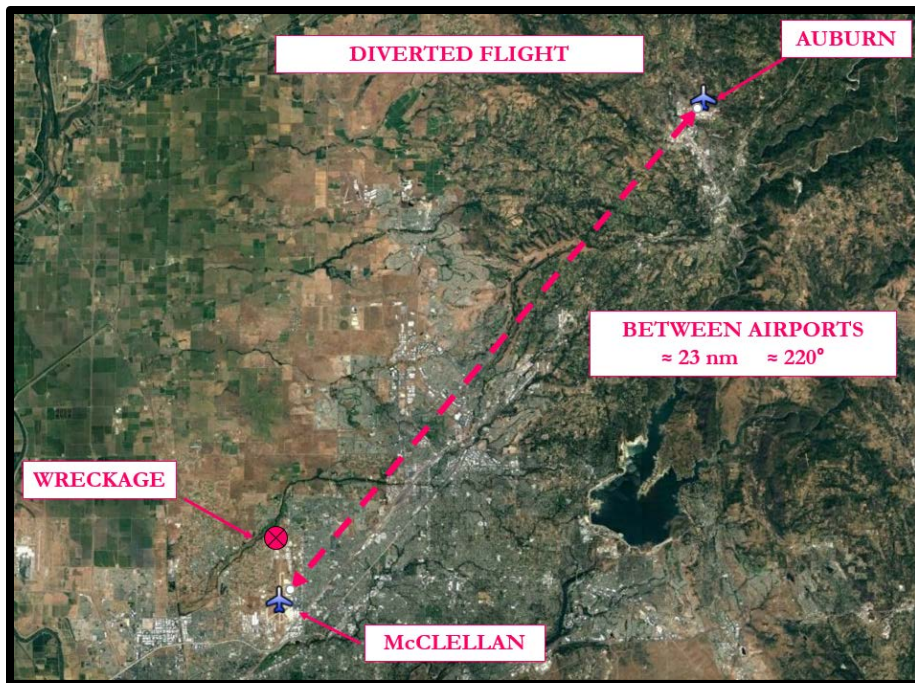 DIVERTED FLIGHT
AUBURN
BETWEEN AIRPORTS
≈ 23 nm ≈ 220°
WRECKAGE
McCLELLAN